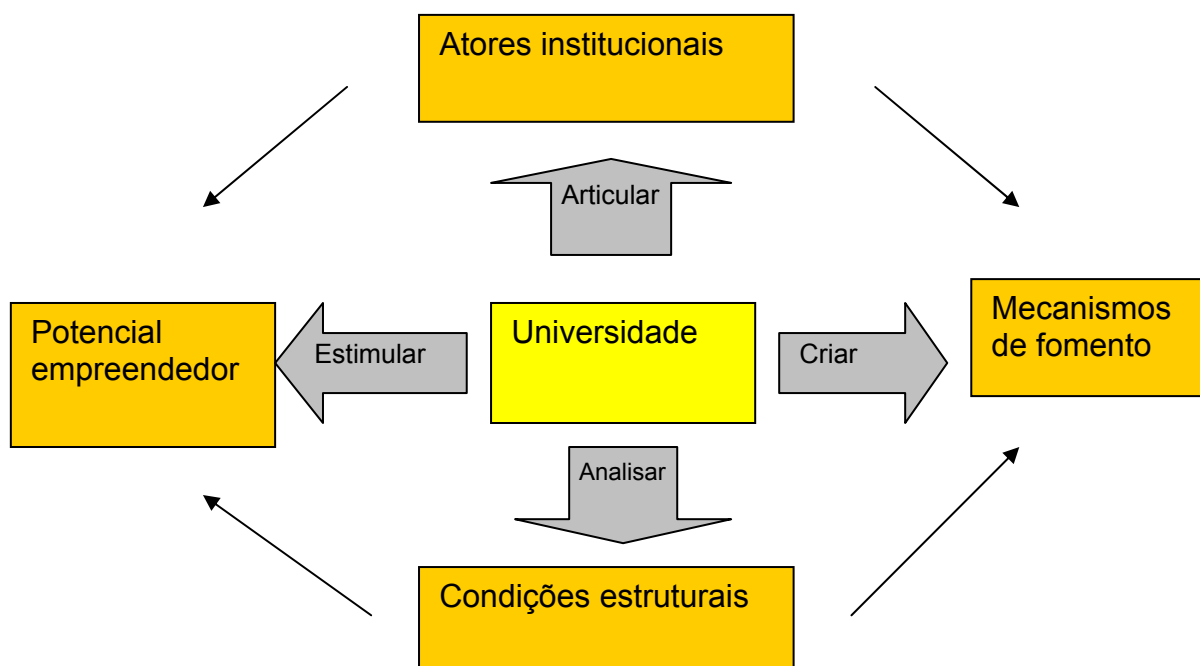 Atores institucionais
Articular
Potencial
empreendedor
Estimular
Universidade
Criar
Mecanismos
de fomento
Analisar
Condições estruturais